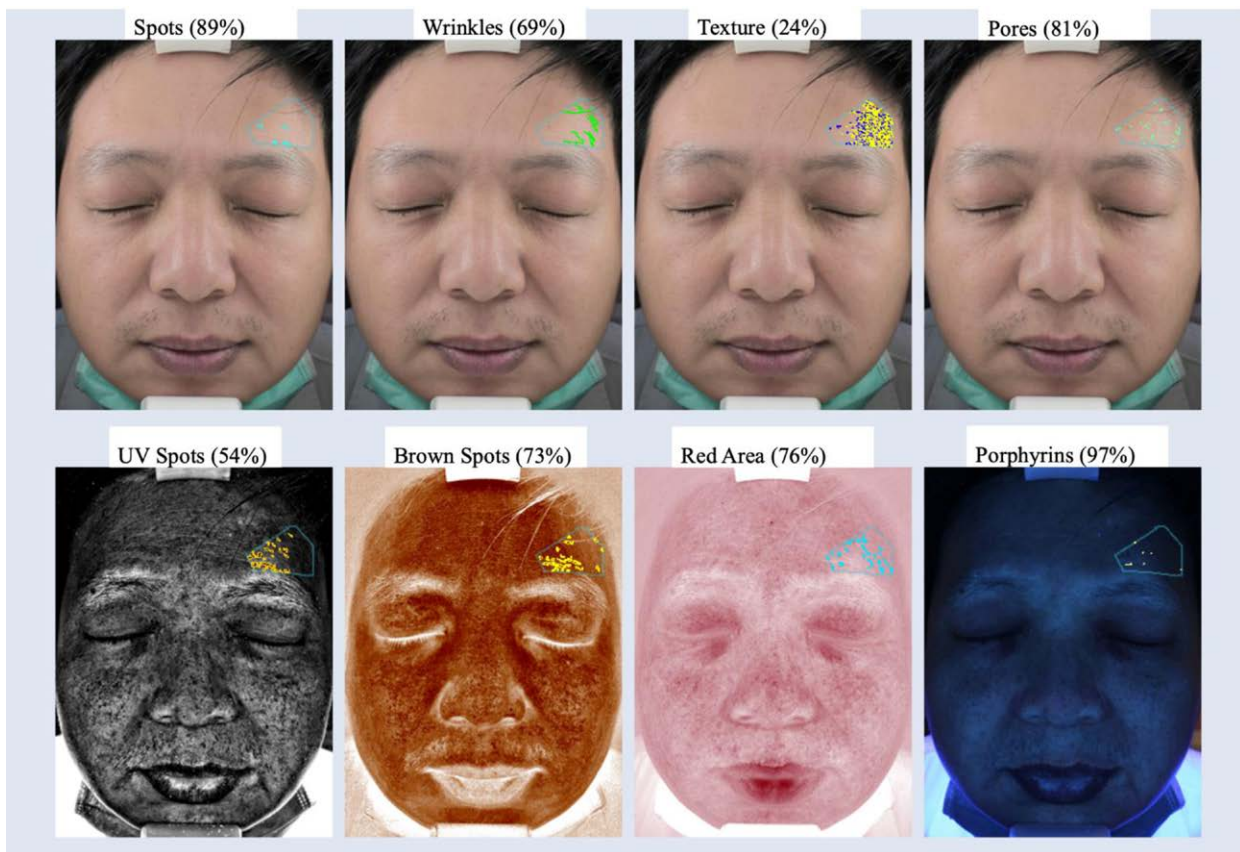 Spots (89%)
Wrinkles (69%)
Texture (24%)
Pores (81%)
UV Spots (54%)
Brown Spots (73%)
Red Area (76%)
Porphyrins (97%)